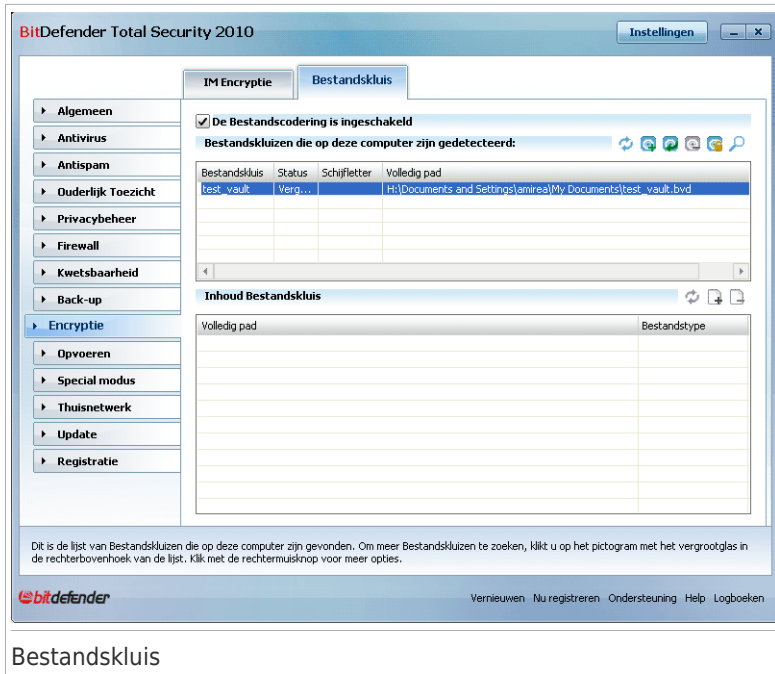 BitDefender Total Security 2010
Instellingen
IM Encryptie
Bestandskluis
Algemeen
Antivirus
Antispam
Ouderlijk Toezicht
Privacybeheer
Firewall
Kwetsbaarheid
Back-up
Encryptie
Opvoeren
Special modus
Thuisnetwerk
Update
Registratie
De Bestandscodering is ingeschakeld
Bestandskluizen die op deze computer zijn gedetecteerd:
Bestandskluis Status Schijfletter Volledig pad
test_vault Verg... H:\Documents and Settings\amirea\My Documents\test_vault.bvd
Inhoud Bestandskluis
Volledig pad Bestandstype
Dit is de lijst van Bestandskluizen die op deze computer zijn gevonden. Om meer Bestandskluizen te zoeken, klikt u op het pictogram met het vergrootglas in
de rechterbovenhoek van de lijst. Klik met de rechtermuisknop voor meer opties.
bitdefender
Vernieuwen Nu registreren Ondersteuning Help Logboeken
Bestandskluis